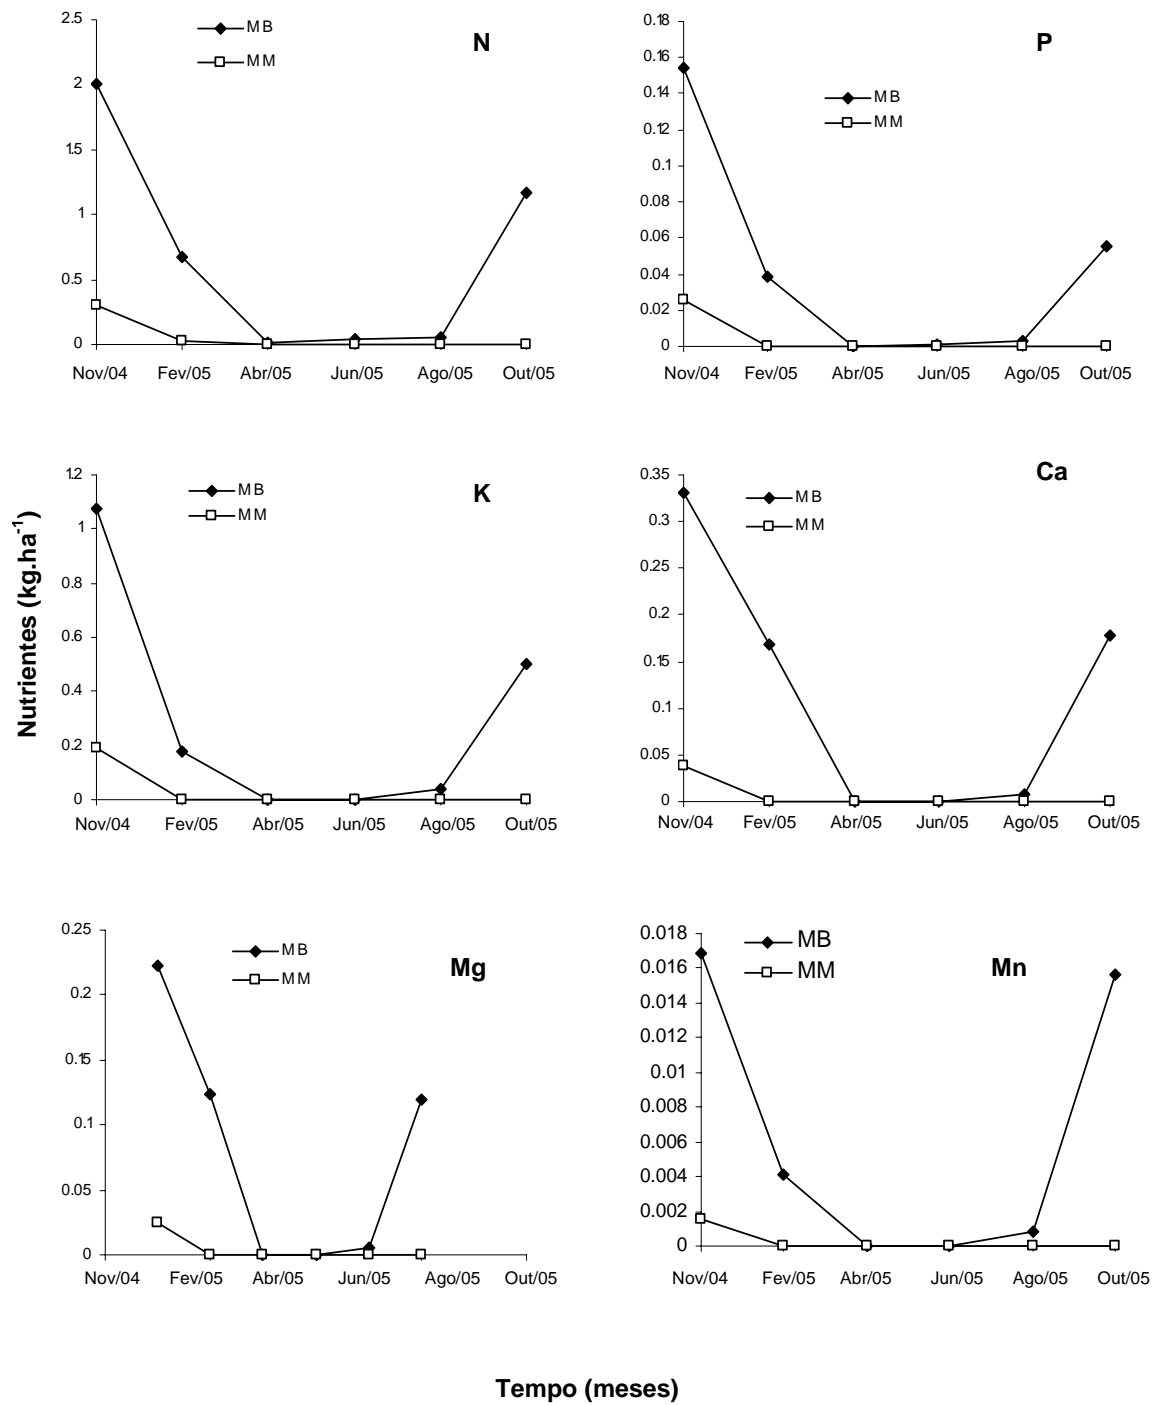 2.5
2
1.5
1
0.5
0
MB
MM
N
Nov/04 Fev/05 Abr/05 Jun/05 Ago/05 Out/05
0.18
0.16
0.14
0.12
0.1
0.08
0.06
0.04
0.02
0
MB
MM
P
Nov/04 Fev/05 Abr/05 Jun/05 Ago/05 Out/05
Nutrientes (kg.ha-1)
1.2
1
0.8
0.6
0.4
0.2
0
MB
MM
K
Nov/04 Fev/05 Abr/05 Jun/05 Ago/05 Out/05
0.35
0.3
0.25
0.2
0.15
0.1
0.05
0
MB
MM
Ca
Nov/04 Fev/05 Abr/05 Jun/05 Ago/05 Out/05
0.25
0.2
0.15
0.1
0.05
0
MB
MM
Mg
Nov/04 Fev/05 Abr/05 Jun/05 Ago/05 Out/05
0.018
0.016
0.014
0.012
0.01
0.008
0.006
0.004
0.002
0
MB
MM
Mn
Nov/04 Fev/05 Abr/05 Jun/05 Ago/05 Out/05
Tempo (meses)